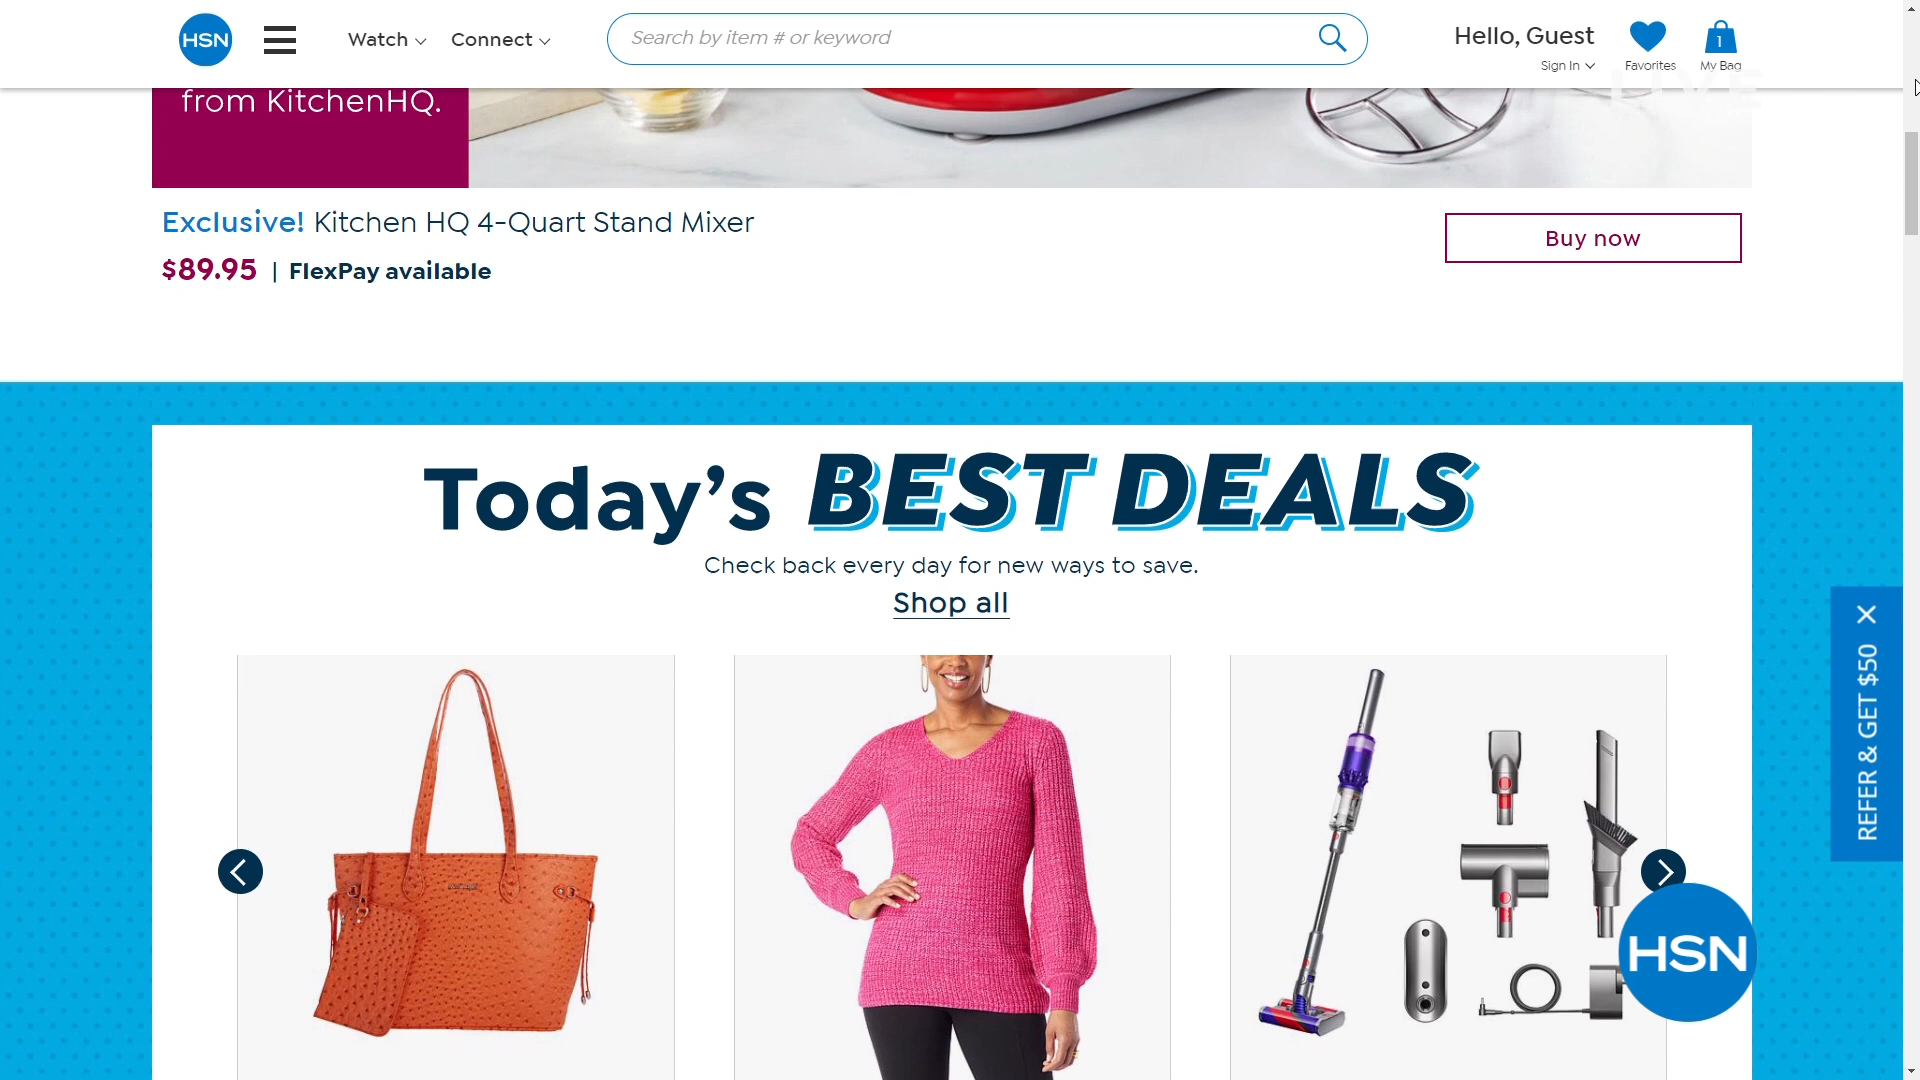 HSN
Watch
Connect
Search by item # or keyword
Hello, Guest
Sign In
Favorites
1
My Bag
LIVE
from KitchenHQ.
Exclusive! Kitchen HQ 4-Quart Stand Mixer
$89.95 | FlexPay available
Buy now
Today's BEST DEALS
Check back every day for new ways to save.
Shop all
REFER & GET $50
HSN